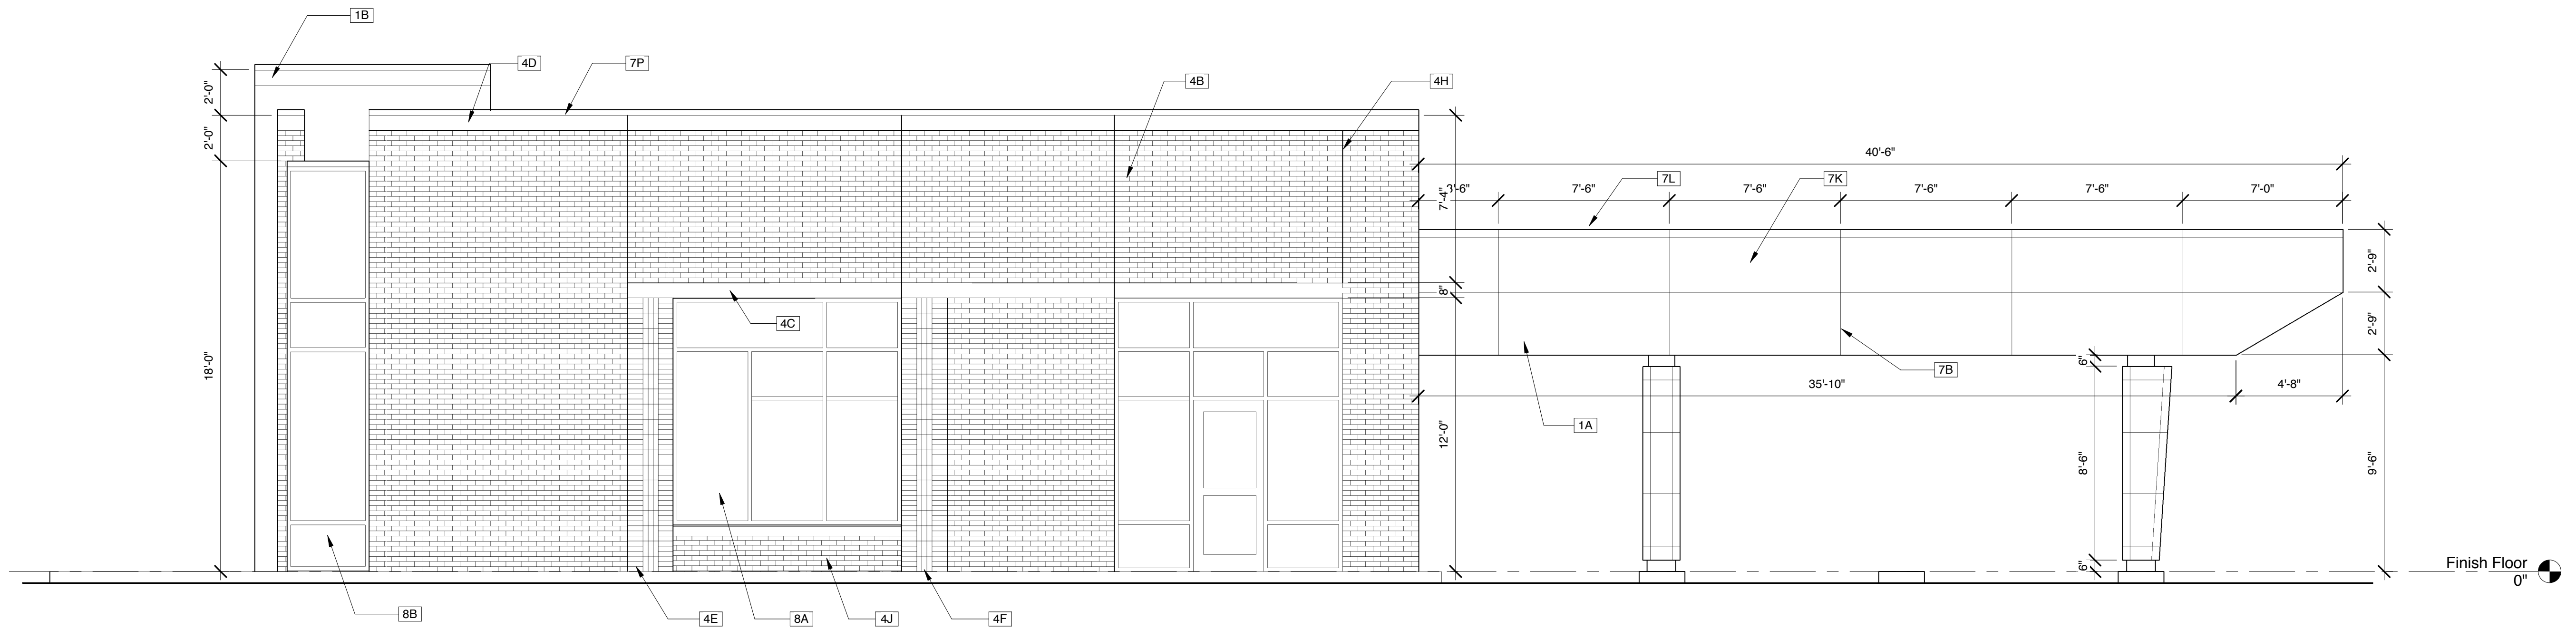 1B
4D
7P
4B
4H
2'-0"
2'-0"
18'-0"
40'-6"
7L
7K
3'-6"
7'-6"
7'-6"
7'-6"
7'-6"
7'-0"
7'-4"
8"
12'-0"
4C
2'-9"
2'-9"
9'-6"
7B
6"
35'-10"
4'-8"
1A
8'-6"
6"
Finish Floor
0"
8B
4E
8A
4J
4F